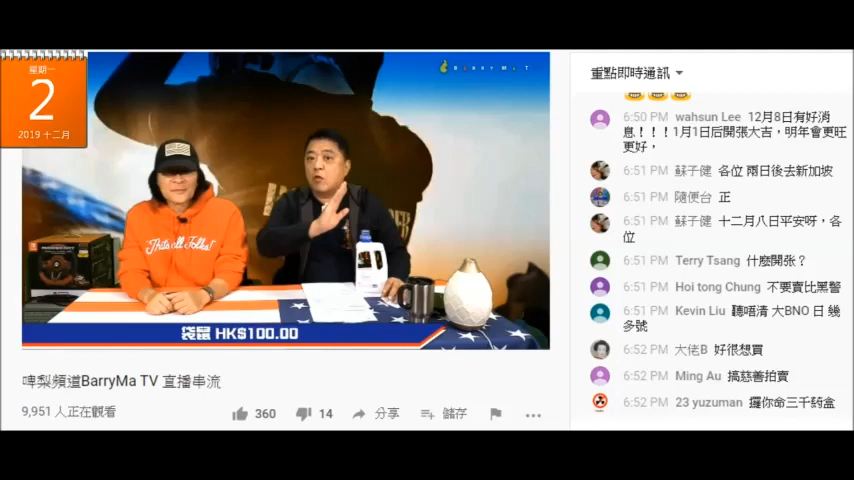 星期一
2
2019 十二月
BARRYMAT
That's all Folks!
袋鼠 HK$100.00
啤梨頻道BarryMa TV 直播串流
9,951 人正在觀看
360
14
分享
儲存
重點即時通訊
6:50 PM wahsun Lee 12月8日有好消
息！！！1月1日后開張大吉，明年會更旺
更好，
6:51 PM 蘇子健 各位 兩日後去新加坡
6:51 PM 隨便台 正
6:51 PM 蘇子健 十二月八日平安呀，各
位
6:51 PM Terry Tsang 什麼開张？
6:51 PM Hoi tong Chung 不要賣比黑警
6:51 PM Kevin Liu 聽唔清 大BNO 日 幾
多號
6:52 PM 大佬B 好很想買
6:52 PM Ming Au 搞慈善拍賣
6:52 PM 23 yuzuman 攞你命三千葯盒